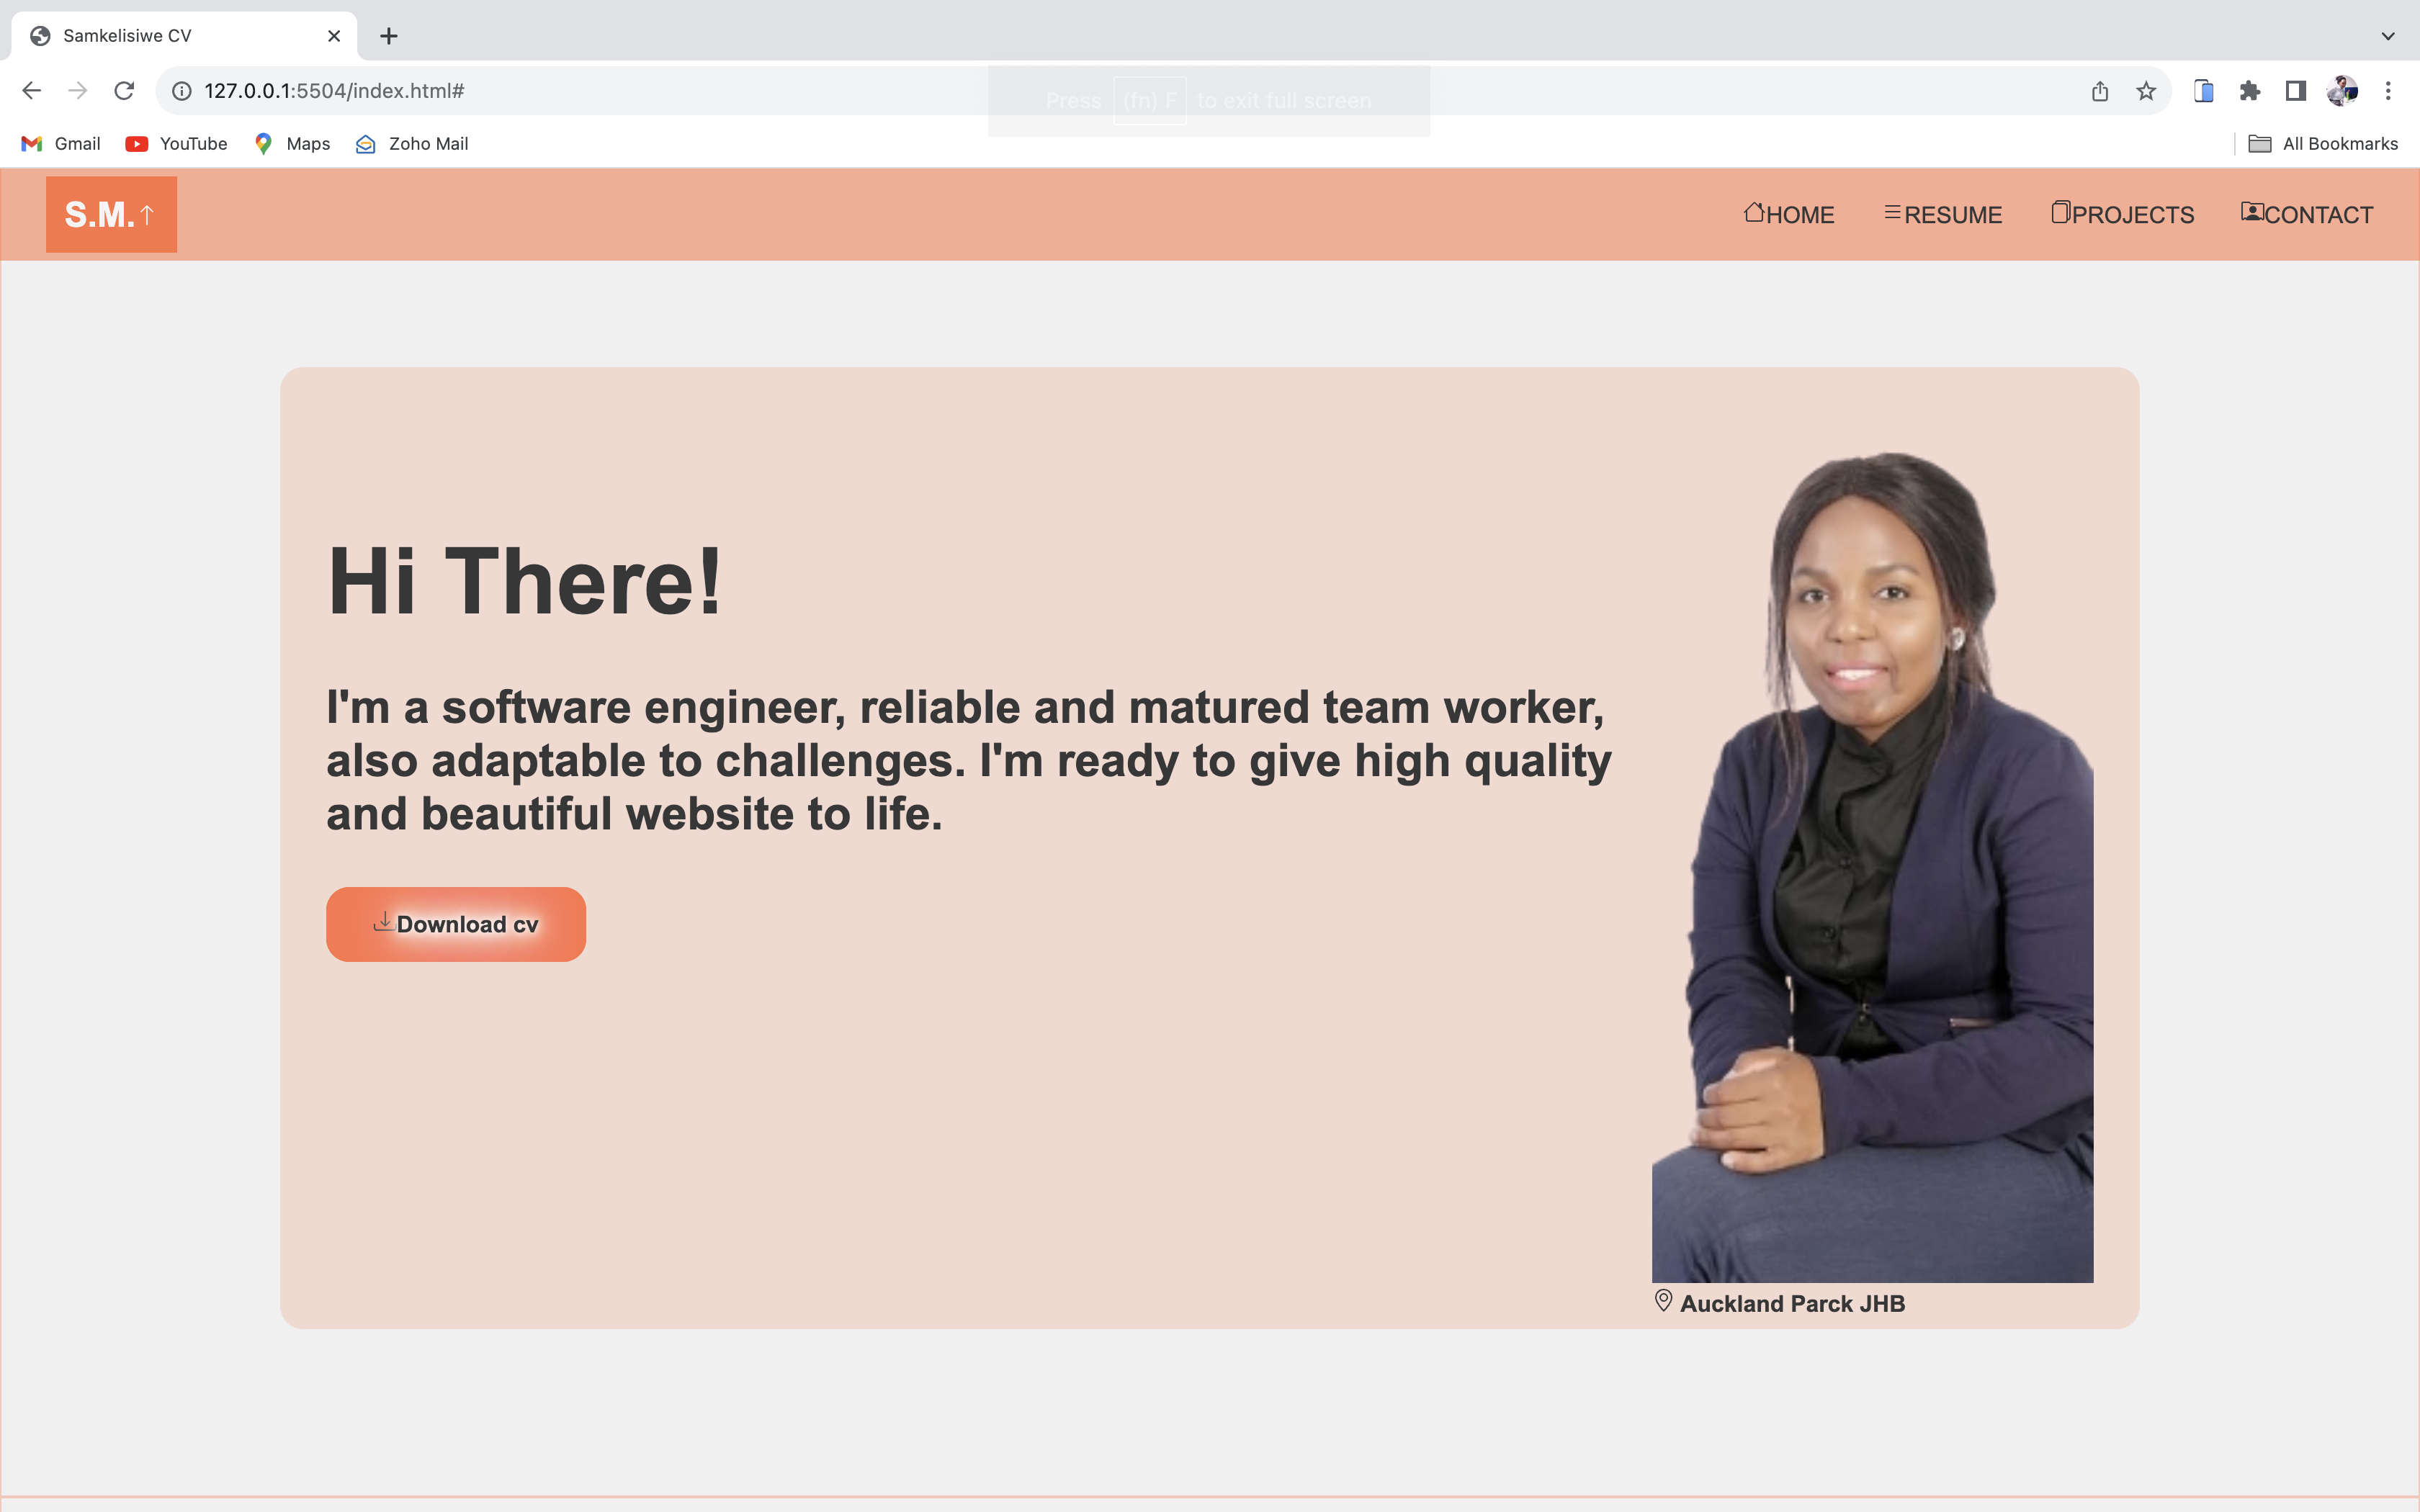 Samkelisiwe CV
127.0.0.1:5504/index.html#
Press (fn) F to exit full screen
Gmail YouTube Maps Zoho Mail All Bookmarks
S.M. HOME RESUME PROJECTS CONTACT
Hi There!
I'm a software engineer, reliable and matured team worker,
also adaptable to challenges. I'm ready to give high quality
and beautiful website to life.
Download cv
Auckland Parck JHB